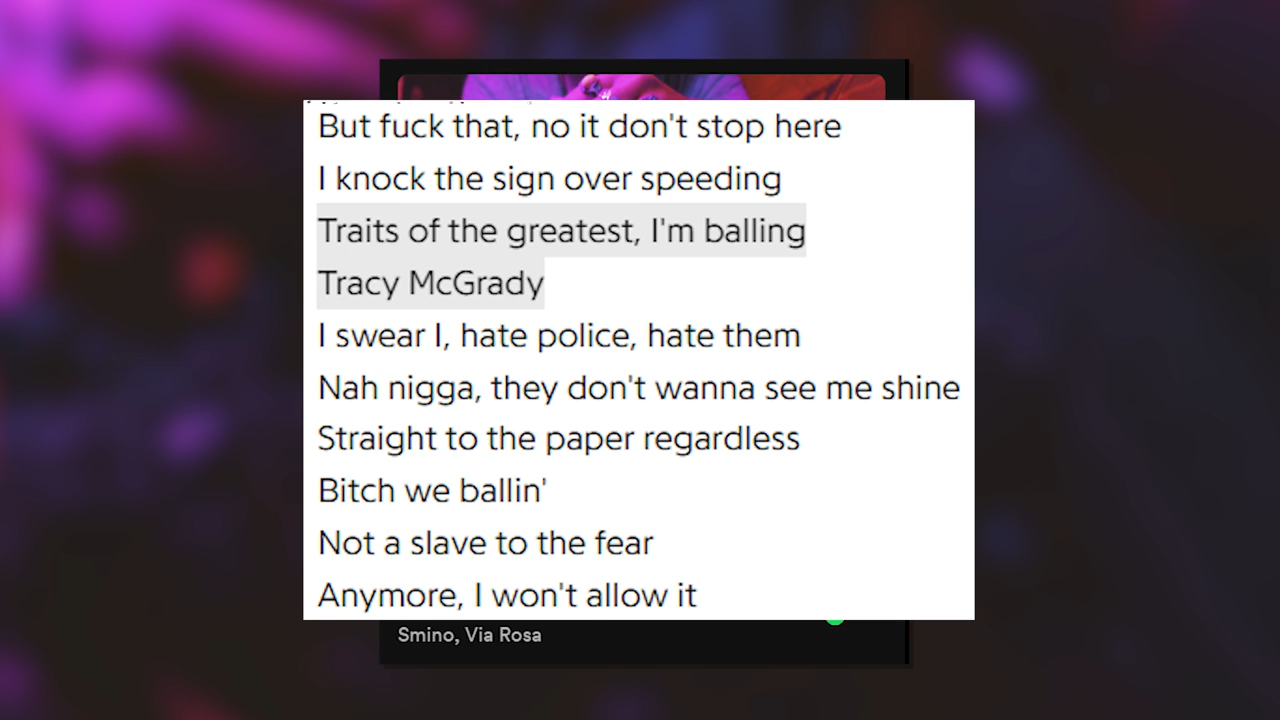 But fuck that, no it don't stop here
I knock the sign over speeding
Traits of the greatest, I'm balling
Tracy McGrady
I swear I, hate police, hate them
Nah nigga, they don't wanna see me shine
Straight to the paper regardless
Bitch we ballin'
Not a slave to the fear
Anymore, I won't allow it
Smino, Via Rosa